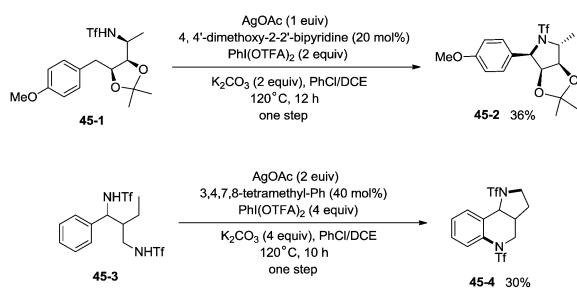 AgOAc (1 euiv)
4, 4'-dimethoxy-2-2'-bipyridine (20 mol%)
PhI(OTFA)2 (2 equiv)
K2CO3 (2 equiv), PhCl/DCE
120°C, 12 h
one step
TfHN
MeO
O
O
45-1
Tf
N
MeO
O
O
45-2 36%
AgOAc (2 euiv)
3,4,7,8-tetramethyl-Ph (40 mol%)
PhI(OTFA)2 (4 equiv)
K2CO3 (4 equiv), PhCl/DCE
120°C, 10 h
one step
NHTf
NHTf
45-3
TfN
N
Tf
45-4 30%